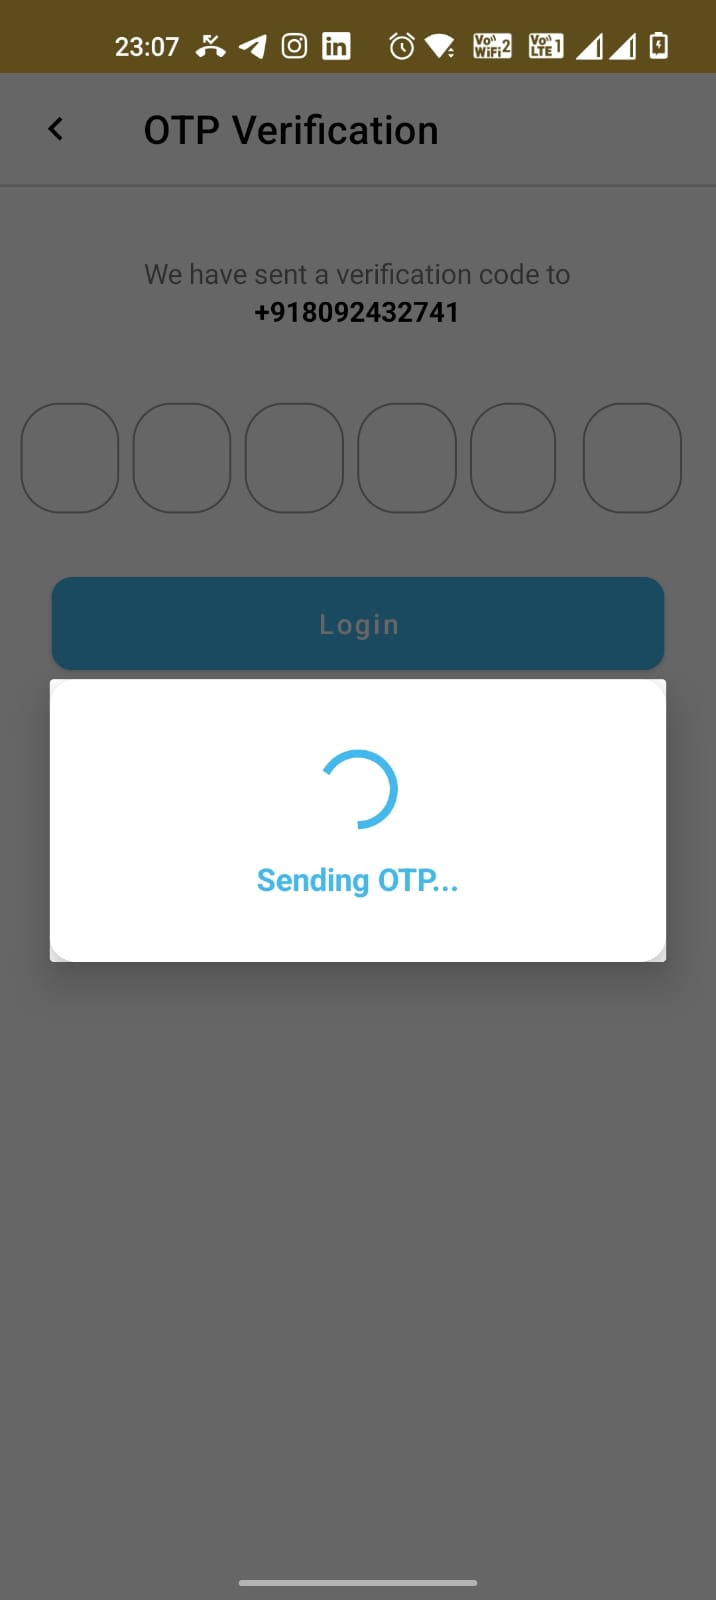 23:07 in Vo WiFi 2 Vo LTE 1
OTP Verification
We have sent a verification code to
+918092432741
Login
Sending OTP...